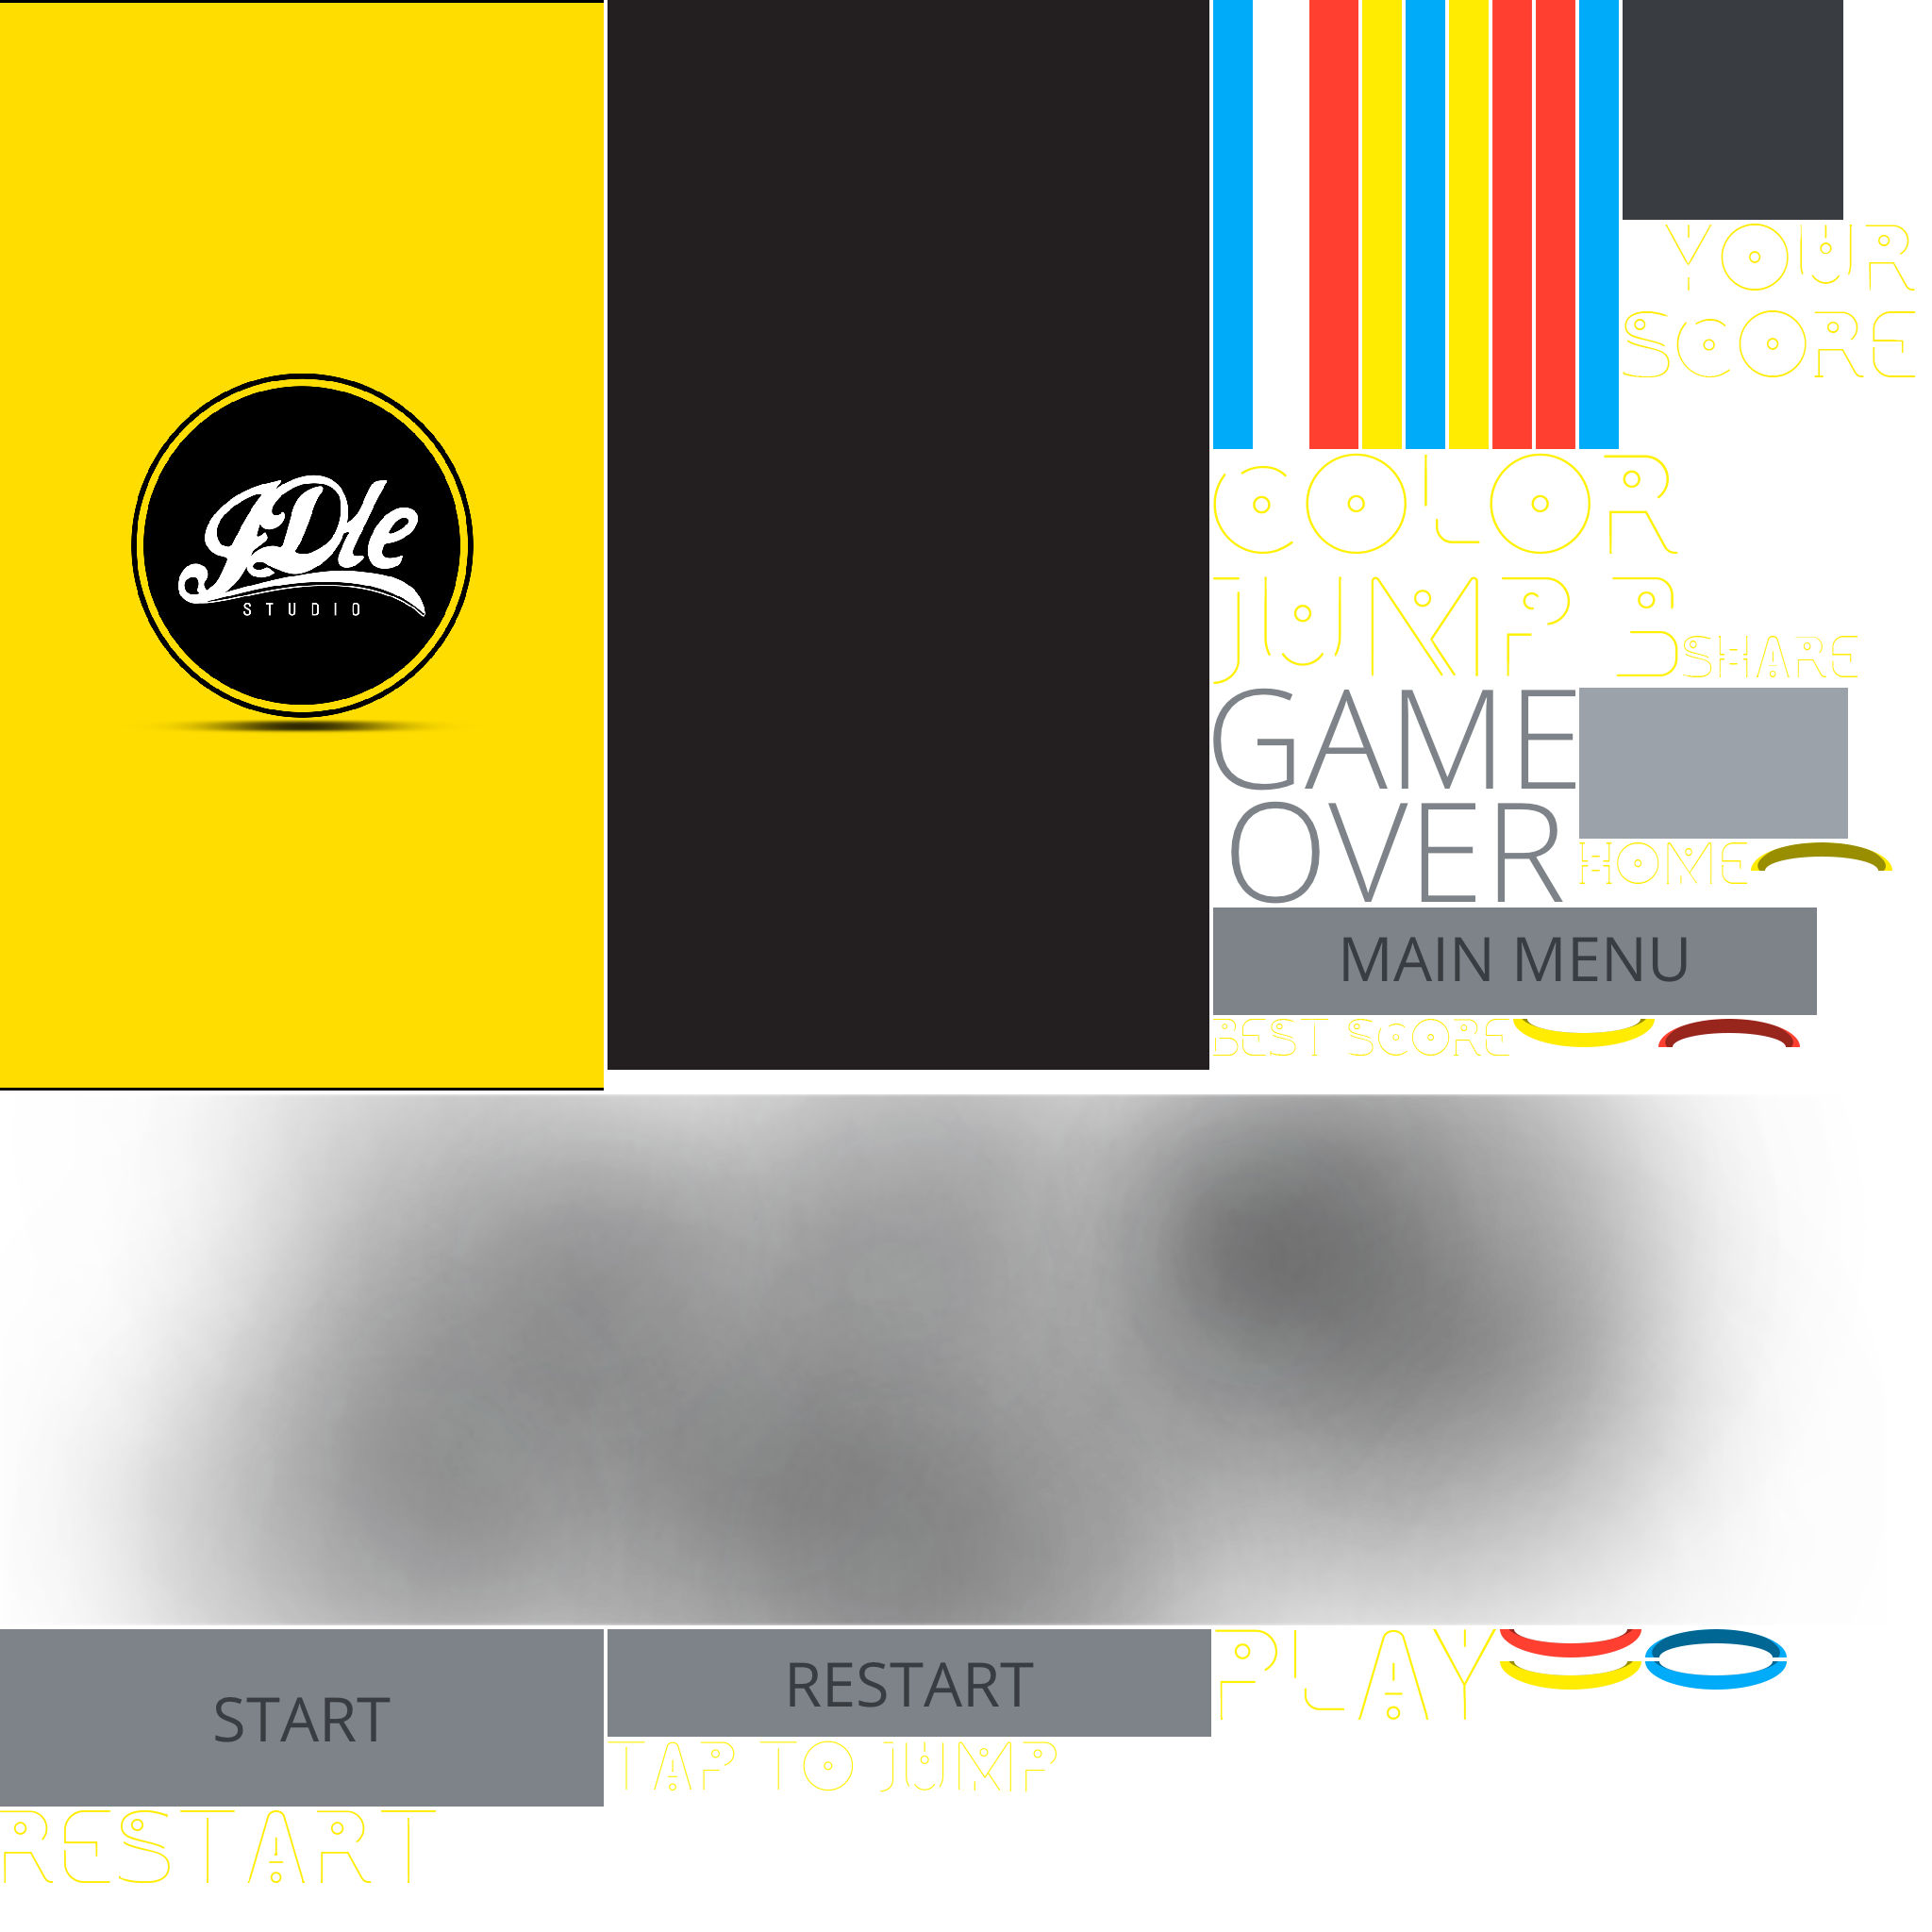 IDle
STUDIO
YOUR
SCORE
COLOR
JUMP 3
SHARE
GAME
OVER
HOME
MAIN MENU
BEST SCORE
START
RESTART
PLAY
TAP TO JUMP
RESTART